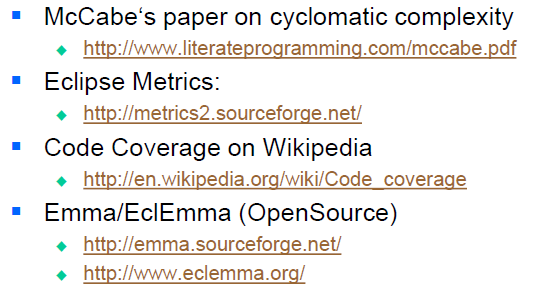 McCabe‘s paper on cyclomatic complexity
http://www.literateprogramming.com/mccabe.pdf
Eclipse Metrics:
http://metrics2.sourceforge.net/
Code Coverage on Wikipedia
http://en.wikipedia.org/wiki/Code_coverage
Emma/EclEmma (OpenSource)
http://emma.sourceforge.net/
http://www.eclemma.org/